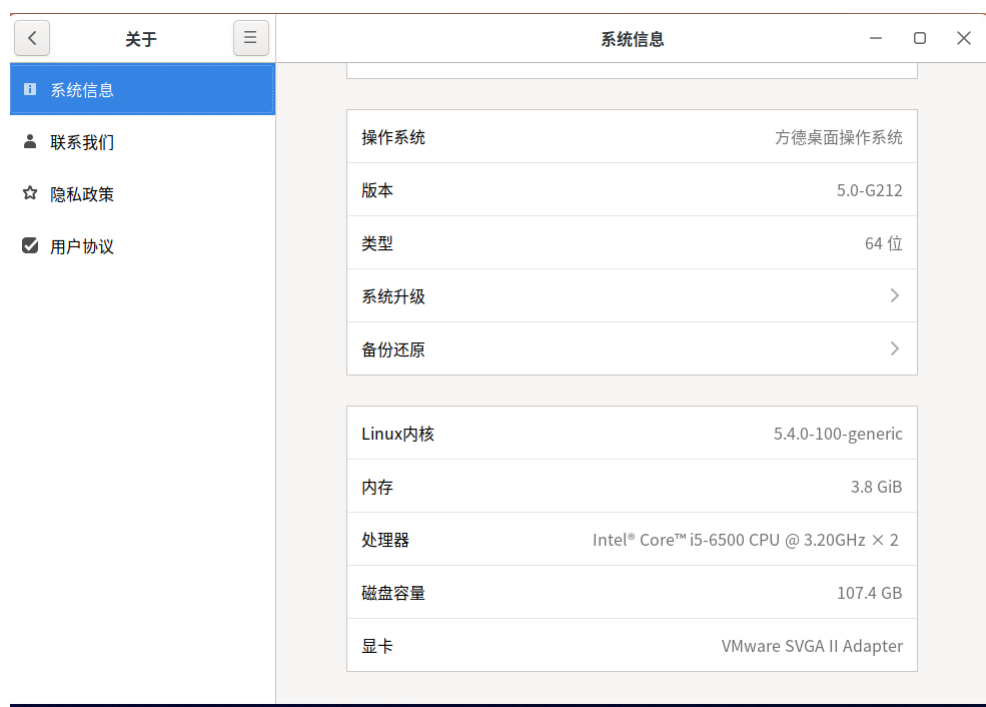 关于
系统信息
系统信息
联系我们
隐私政策
用户协议
操作系统 方德桌面操作系统
版本 5.0-G212
类型 64 位
系统升级
备份还原
Linux内核 5.4.0-100-generic
内存 3.8 GiB
处理器 Intel® Core™ i5-6500 CPU @ 3.20GHz × 2
磁盘容量 107.4 GB
显卡 VMware SVGA II Adapter